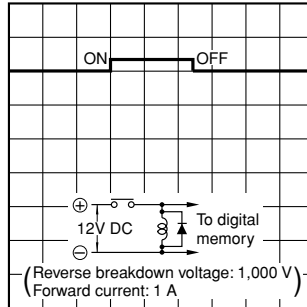 ON OFF
⊕
12V DC
To digital
memory
⊖
(Reverse breakdown voltage: 1,000 V
Forward current: 1 A)